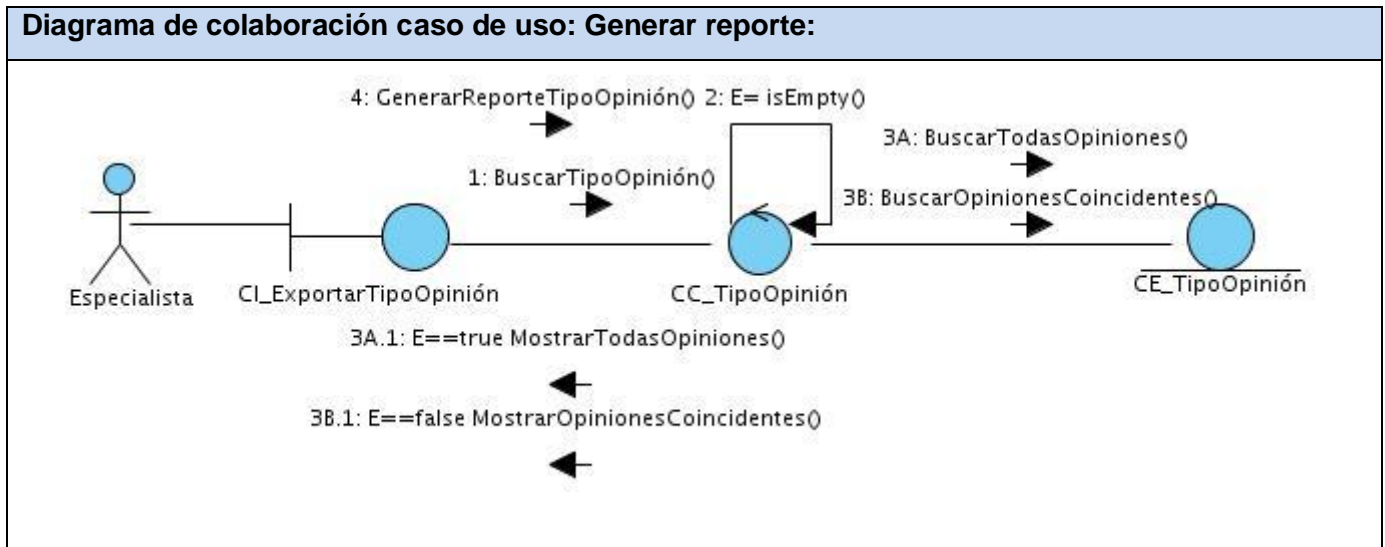 Diagrama de colaboración caso de uso: Generar reporte:
4: GenerarReporteTipoOpinión() 2: E= isEmpty()
3A: BuscarTodasOpiniones()
1: BuscarTipoOpinión()
3B: BuscarOpinionesCoincidentes()
Especialista
CI_ExportarTipoOpinión
CC_TipoOpinión
CE_TipoOpinión
3A.1: E==true MostrarTodasOpiniones()
3B.1: E==false MostrarOpinionesCoincidentes()